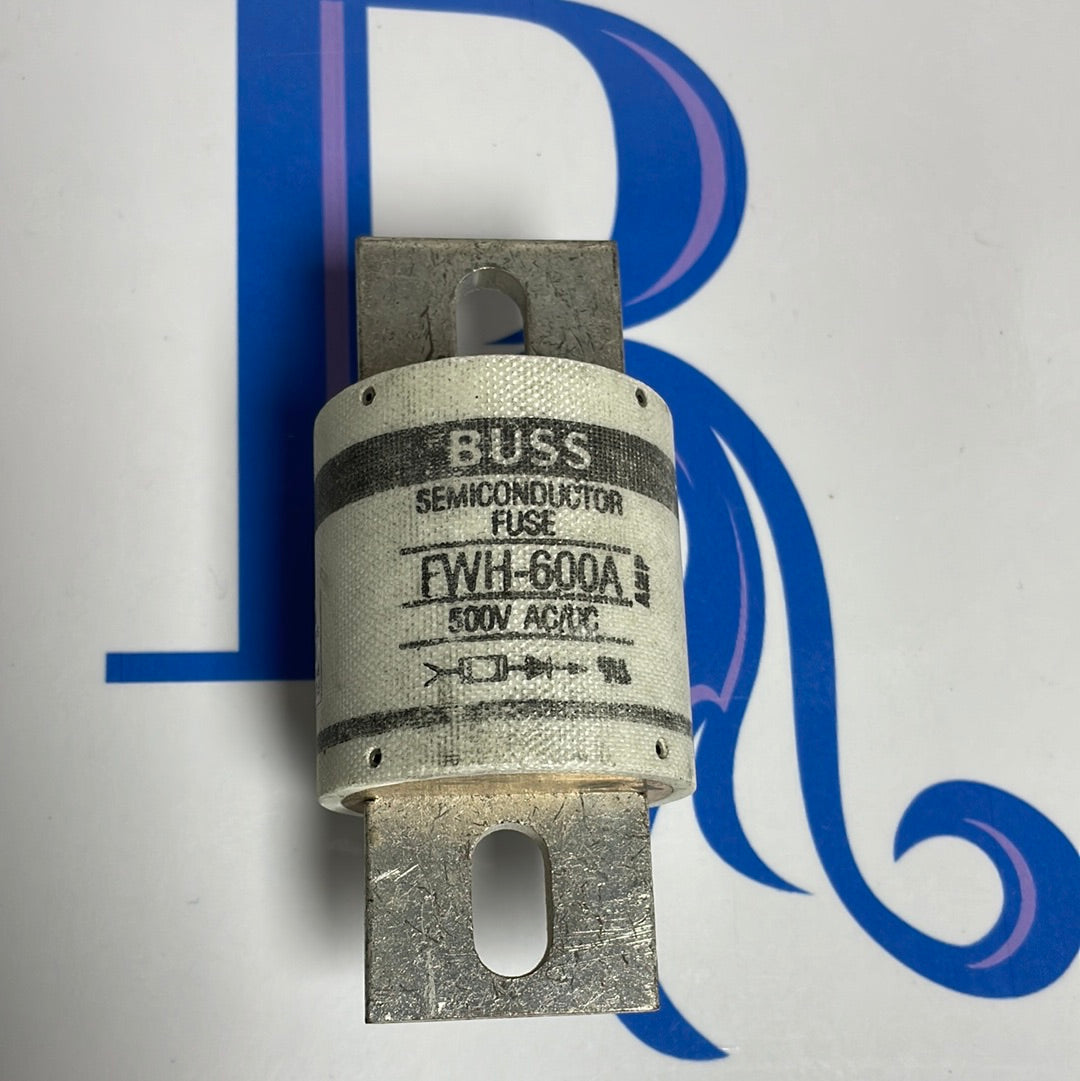 R
BUSS
SEMICONDUCTOR
FUSE
FWH-600A
500V AC/DC